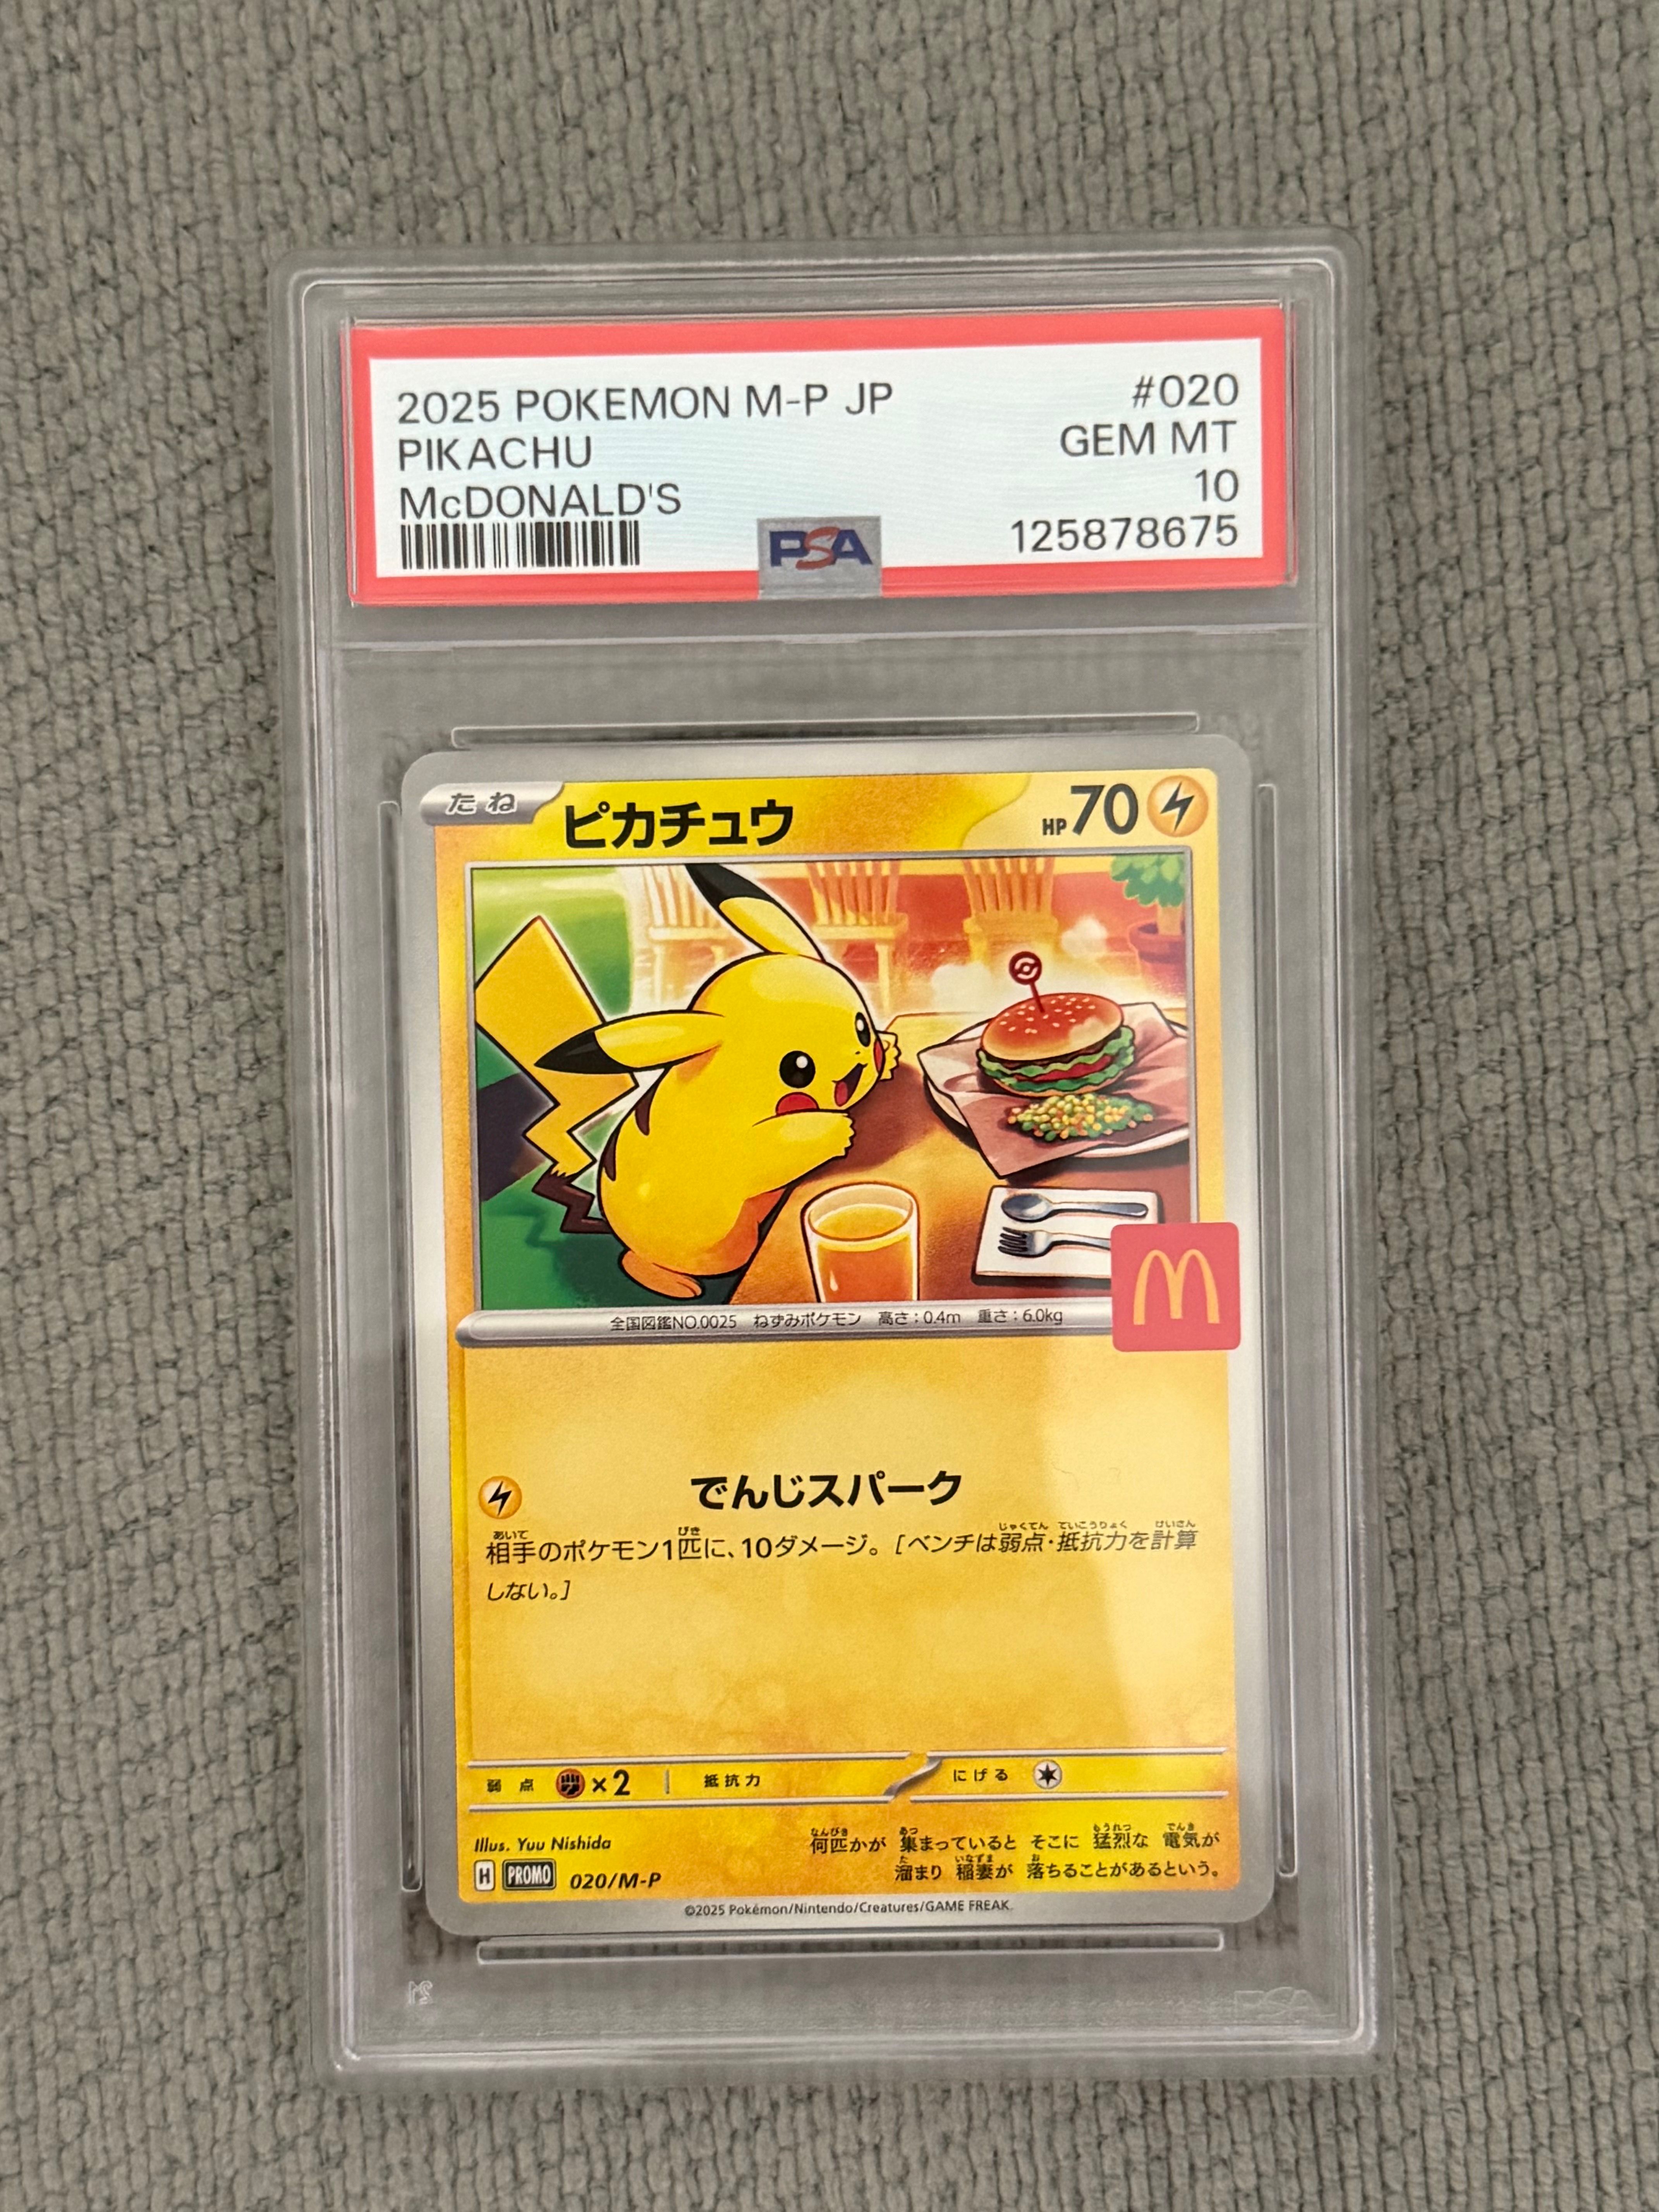 2025 POKEMON M-P JP #020
PIKACHU GEM MT
McDONALD'S 10
PSA 125878675
たね ピカチュウ HP70
全国図鑑NO.0025 ねずみポケモン 高さ:0.4m 重さ:6.0kg
M
でんじスパーク
相手のポケモン1匹に、10ダメージ。[ベンチは弱点・抵抗力を計算
しない。]
弱点 ×2 抵抗力 にげる
Illus. Yuu Nishida
何匹かが 集まっていると そこに 猛烈な 電気が
溜まり 稲妻が 落ちることがあるという。
H PROMO 020/M-P
©2025 Pokémon/Nintendo/Creatures/GAME FREAK.
PSA